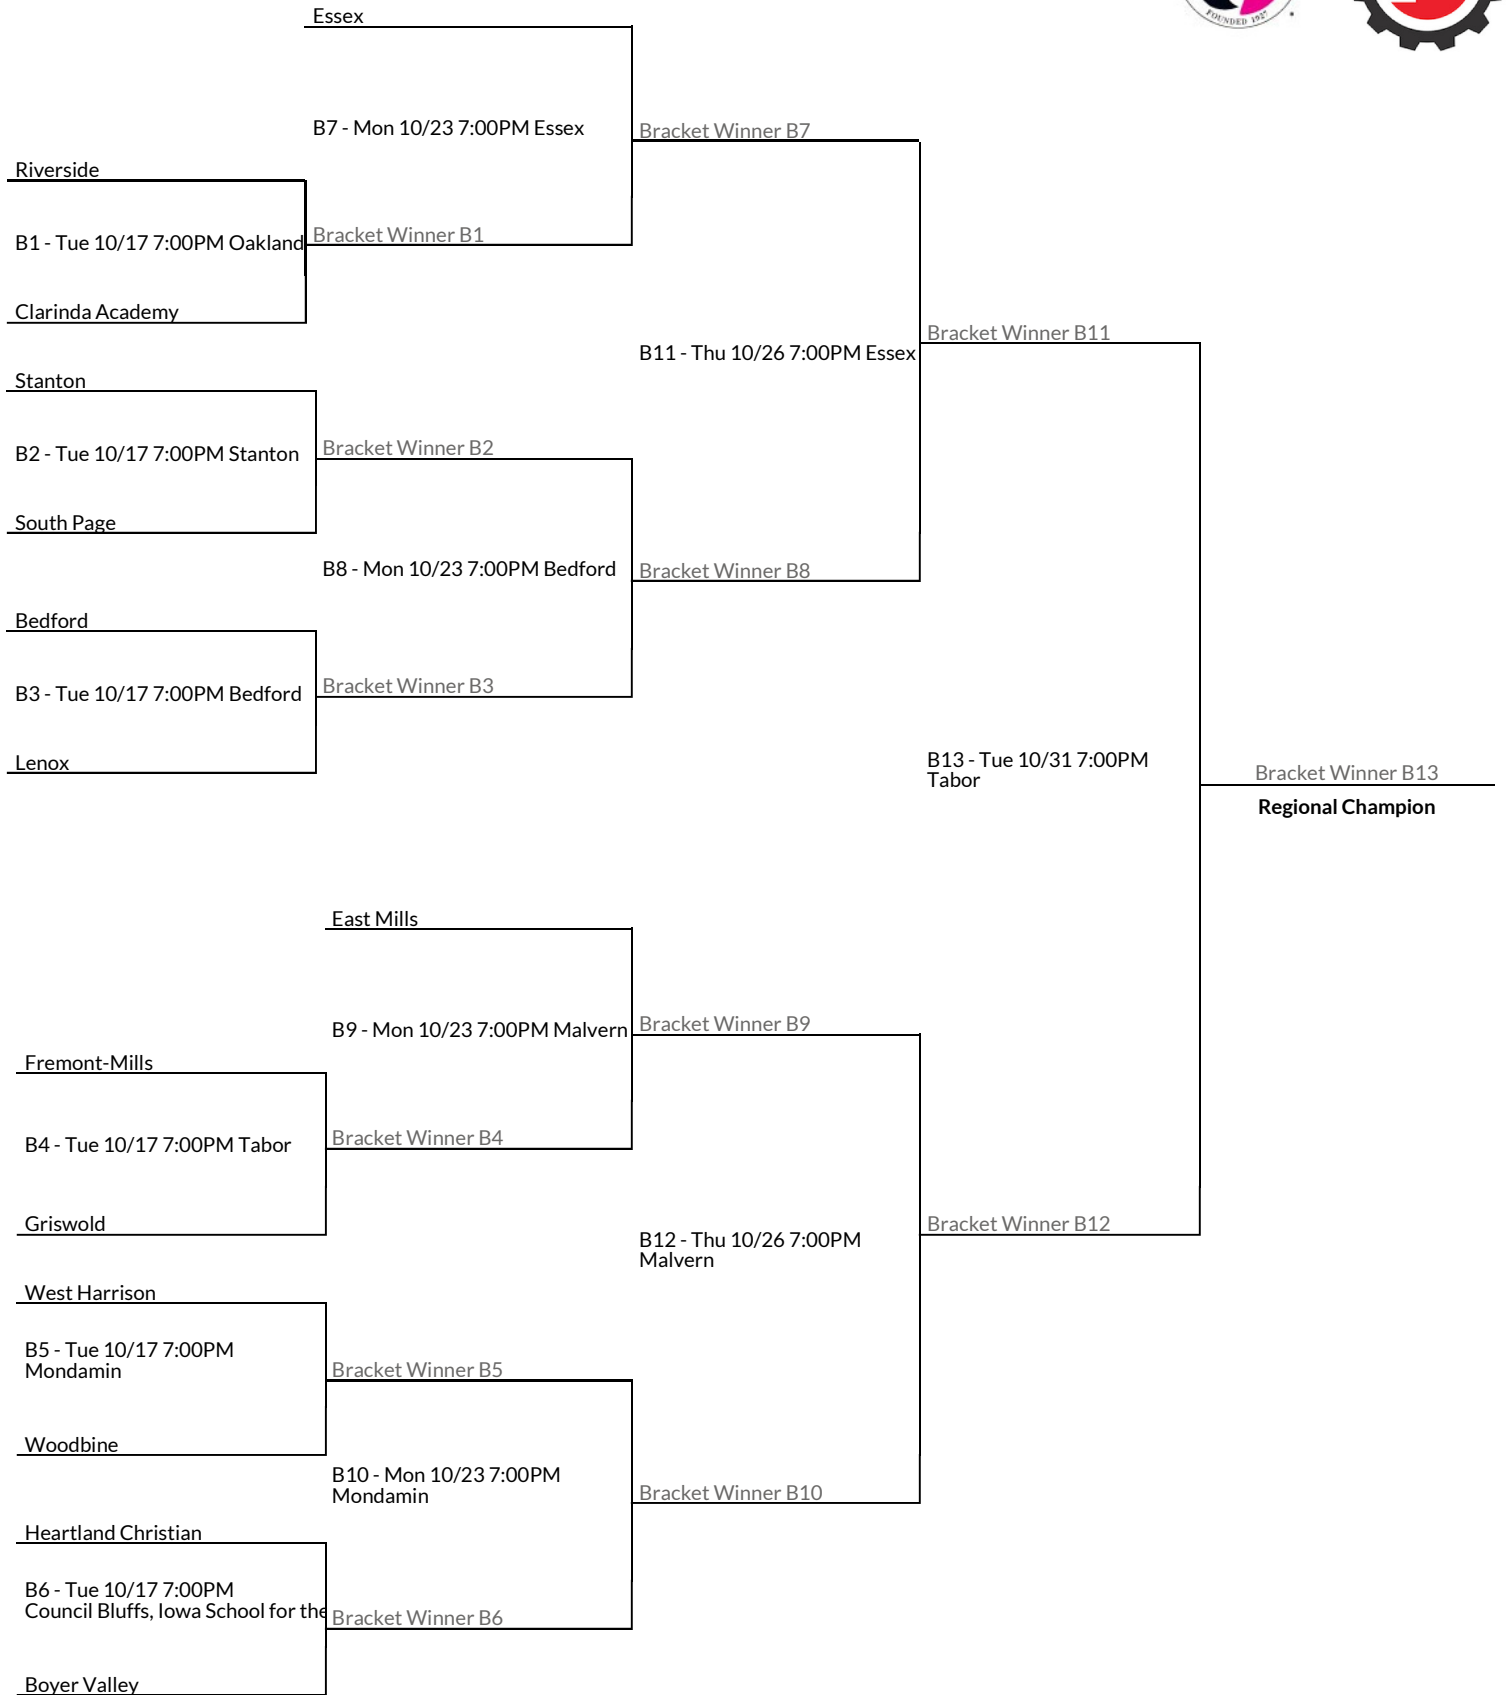 FOUNDED 1927
Essex
B7 - Mon 10/23 7:00PM Essex
Bracket Winner B7
Riverside
B1 - Tue 10/17 7:00PM Oakland
Bracket Winner B1
Clarinda Academy
Bracket Winner B11
B11 - Thu 10/26 7:00PM Essex
Stanton
B2 - Tue 10/17 7:00PM Stanton
Bracket Winner B2
South Page
B8 - Mon 10/23 7:00PM Bedford
Bracket Winner B8
Bedford
B3 - Tue 10/17 7:00PM Bedford
Bracket Winner B3
Lenox
B13 - Tue 10/31 7:00PM
Tabor
Bracket Winner B13
Regional Champion
East Mills
B9 - Mon 10/23 7:00PM Malvern
Bracket Winner B9
Fremont-Mills
B4 - Tue 10/17 7:00PM Tabor
Bracket Winner B4
Griswold
Bracket Winner B12
B12 - Thu 10/26 7:00PM
Malvern
West Harrison
B5 - Tue 10/17 7:00PM
Mondamin
Bracket Winner B5
Woodbine
B10 - Mon 10/23 7:00PM
Mondamin
Bracket Winner B10
Heartland Christian
B6 - Tue 10/17 7:00PM
Council Bluffs, Iowa School for the
Bracket Winner B6
Boyer Valley